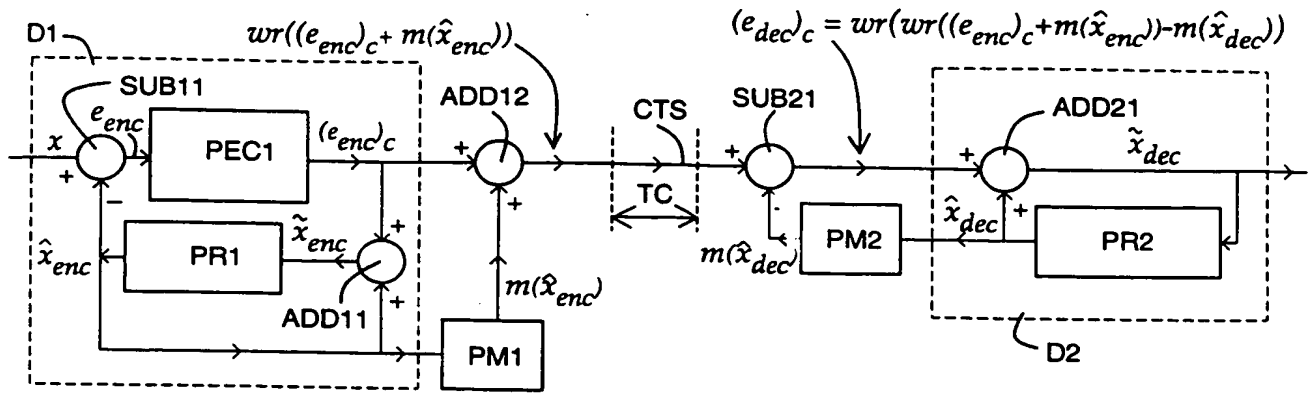 D1
wr((e_enc)_c + m(x̂_enc))
(e_dec)_c = wr(wr((e_enc)_c+m(x̂_enc))-m(x̂_dec))
SUB11
ADD12
CTS
SUB21
ADD21
x
e_enc
PEC1
(e_enc)_c
x̃̃_dec
+
+
+
+
−
TC
-
x̂_dec
+
x̂_enc
PR1
x̃_enc
+
+
m(x̂_dec)
PM2
PR2
ADD11
+
m(x̂_enc)
PM1
D2